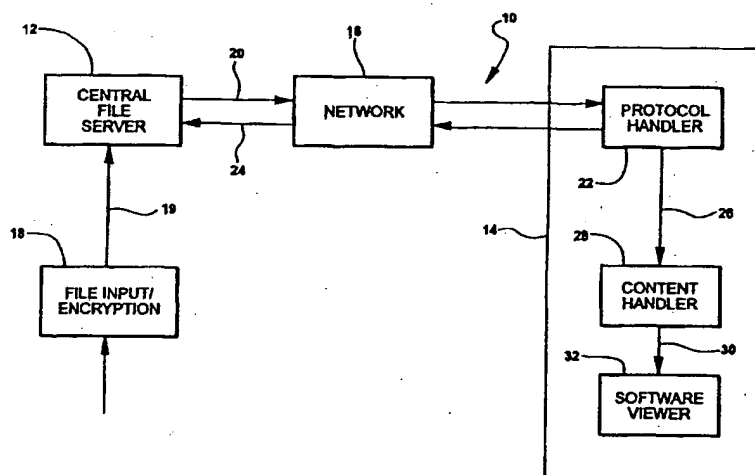 10
12
20
16
CENTRAL
FILE
SERVER
NETWORK
PROTOCOL
HANDLER
24
22
19
26
18
14
28
FILE INPUT/
ENCRYPTION
CONTENT
HANDLER
30
32
SOFTWARE
VIEWER